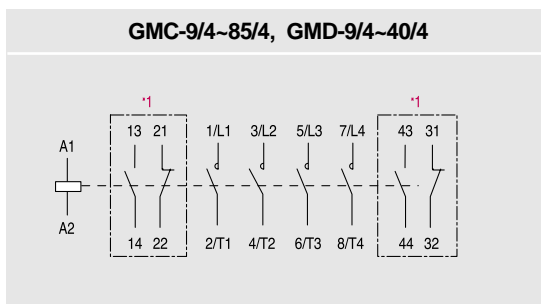 GMC-9/4~85/4, GMD-9/4~40/4
*1 *1
13 21 1/L1 3/L2 5/L3 7/L4 43 31
A1
A2
14 22 2/T1 4/T2 6/T3 8/T4 44 32